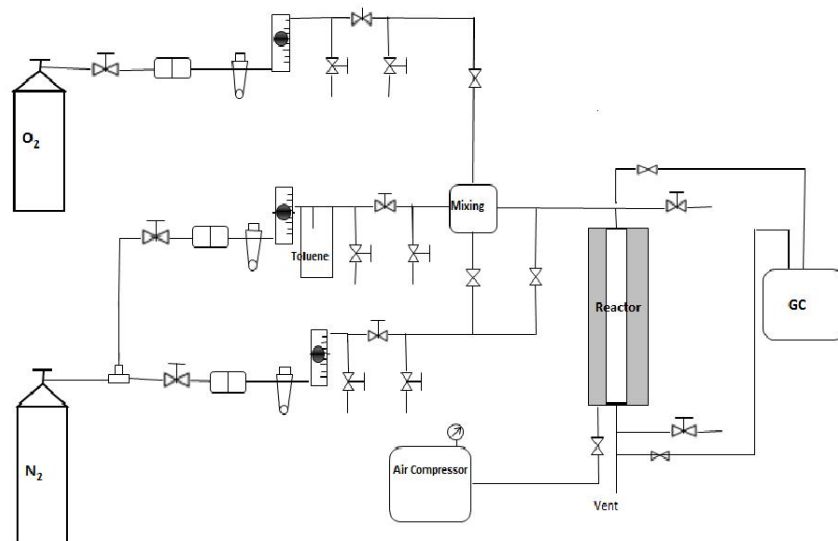 O₂
Mixing
Toluene
Reactor
GC
N₂
Air Compressor
Vent